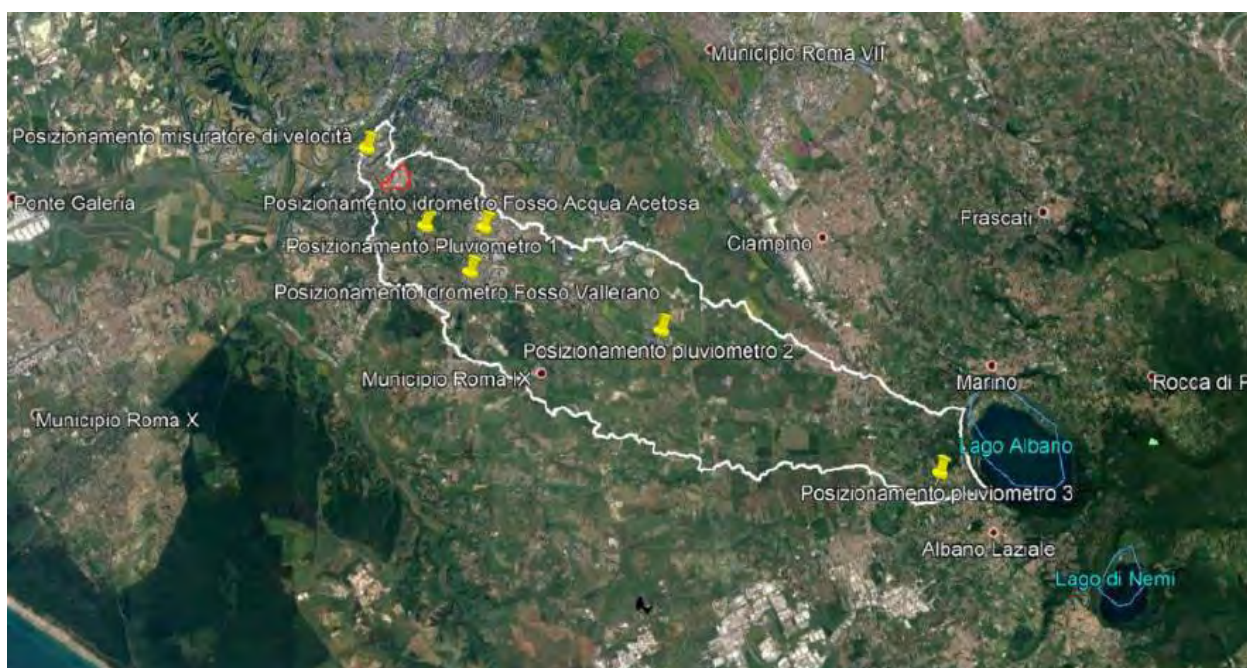 Municipio Roma VII
Posizionamento misuratore di velocità
Ponte Galeria
Posizionamento idrometro Fosso Acqua Acetosa
Frascati
Posizionamento Pluviometro 1
Ciampino
Posizionamento idrometro Fosso Vallerano
Posizionamento pluviometro 2
Municipio Roma IX
Marino
Rocca di P
Municipio Roma X
Lago Albano
Posizionamento pluviometro 3
Albano Laziale
Lago di Nemi